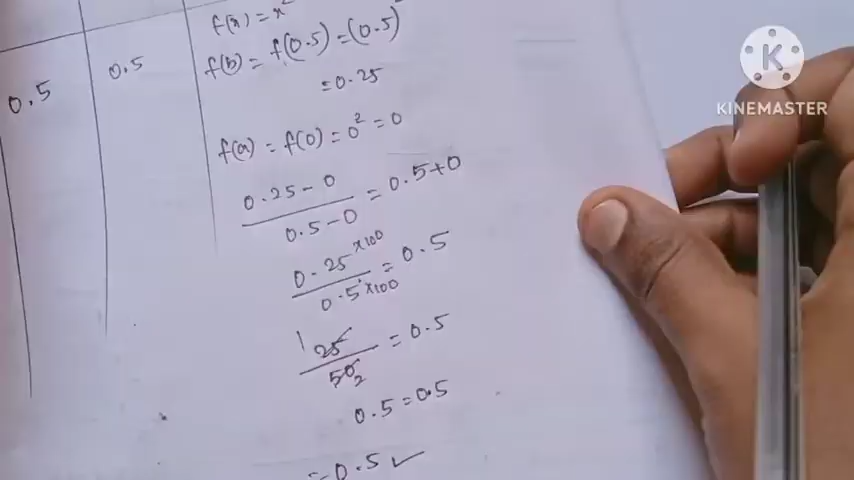 f(x) = x²
0.5 0.5 f(b) = f(0.5) = (0.5)²
= 0.25
f(a) = f(0) = 0² = 0
0.25 - 0 / 0.5 - 0 = 0.5 + 0
0.25 ×100 / 0.5 ×100 = 0.5
1 25 / 50 2 = 0.5
0.5 = 0.5
= 0.5 ✓
KINEMASTER